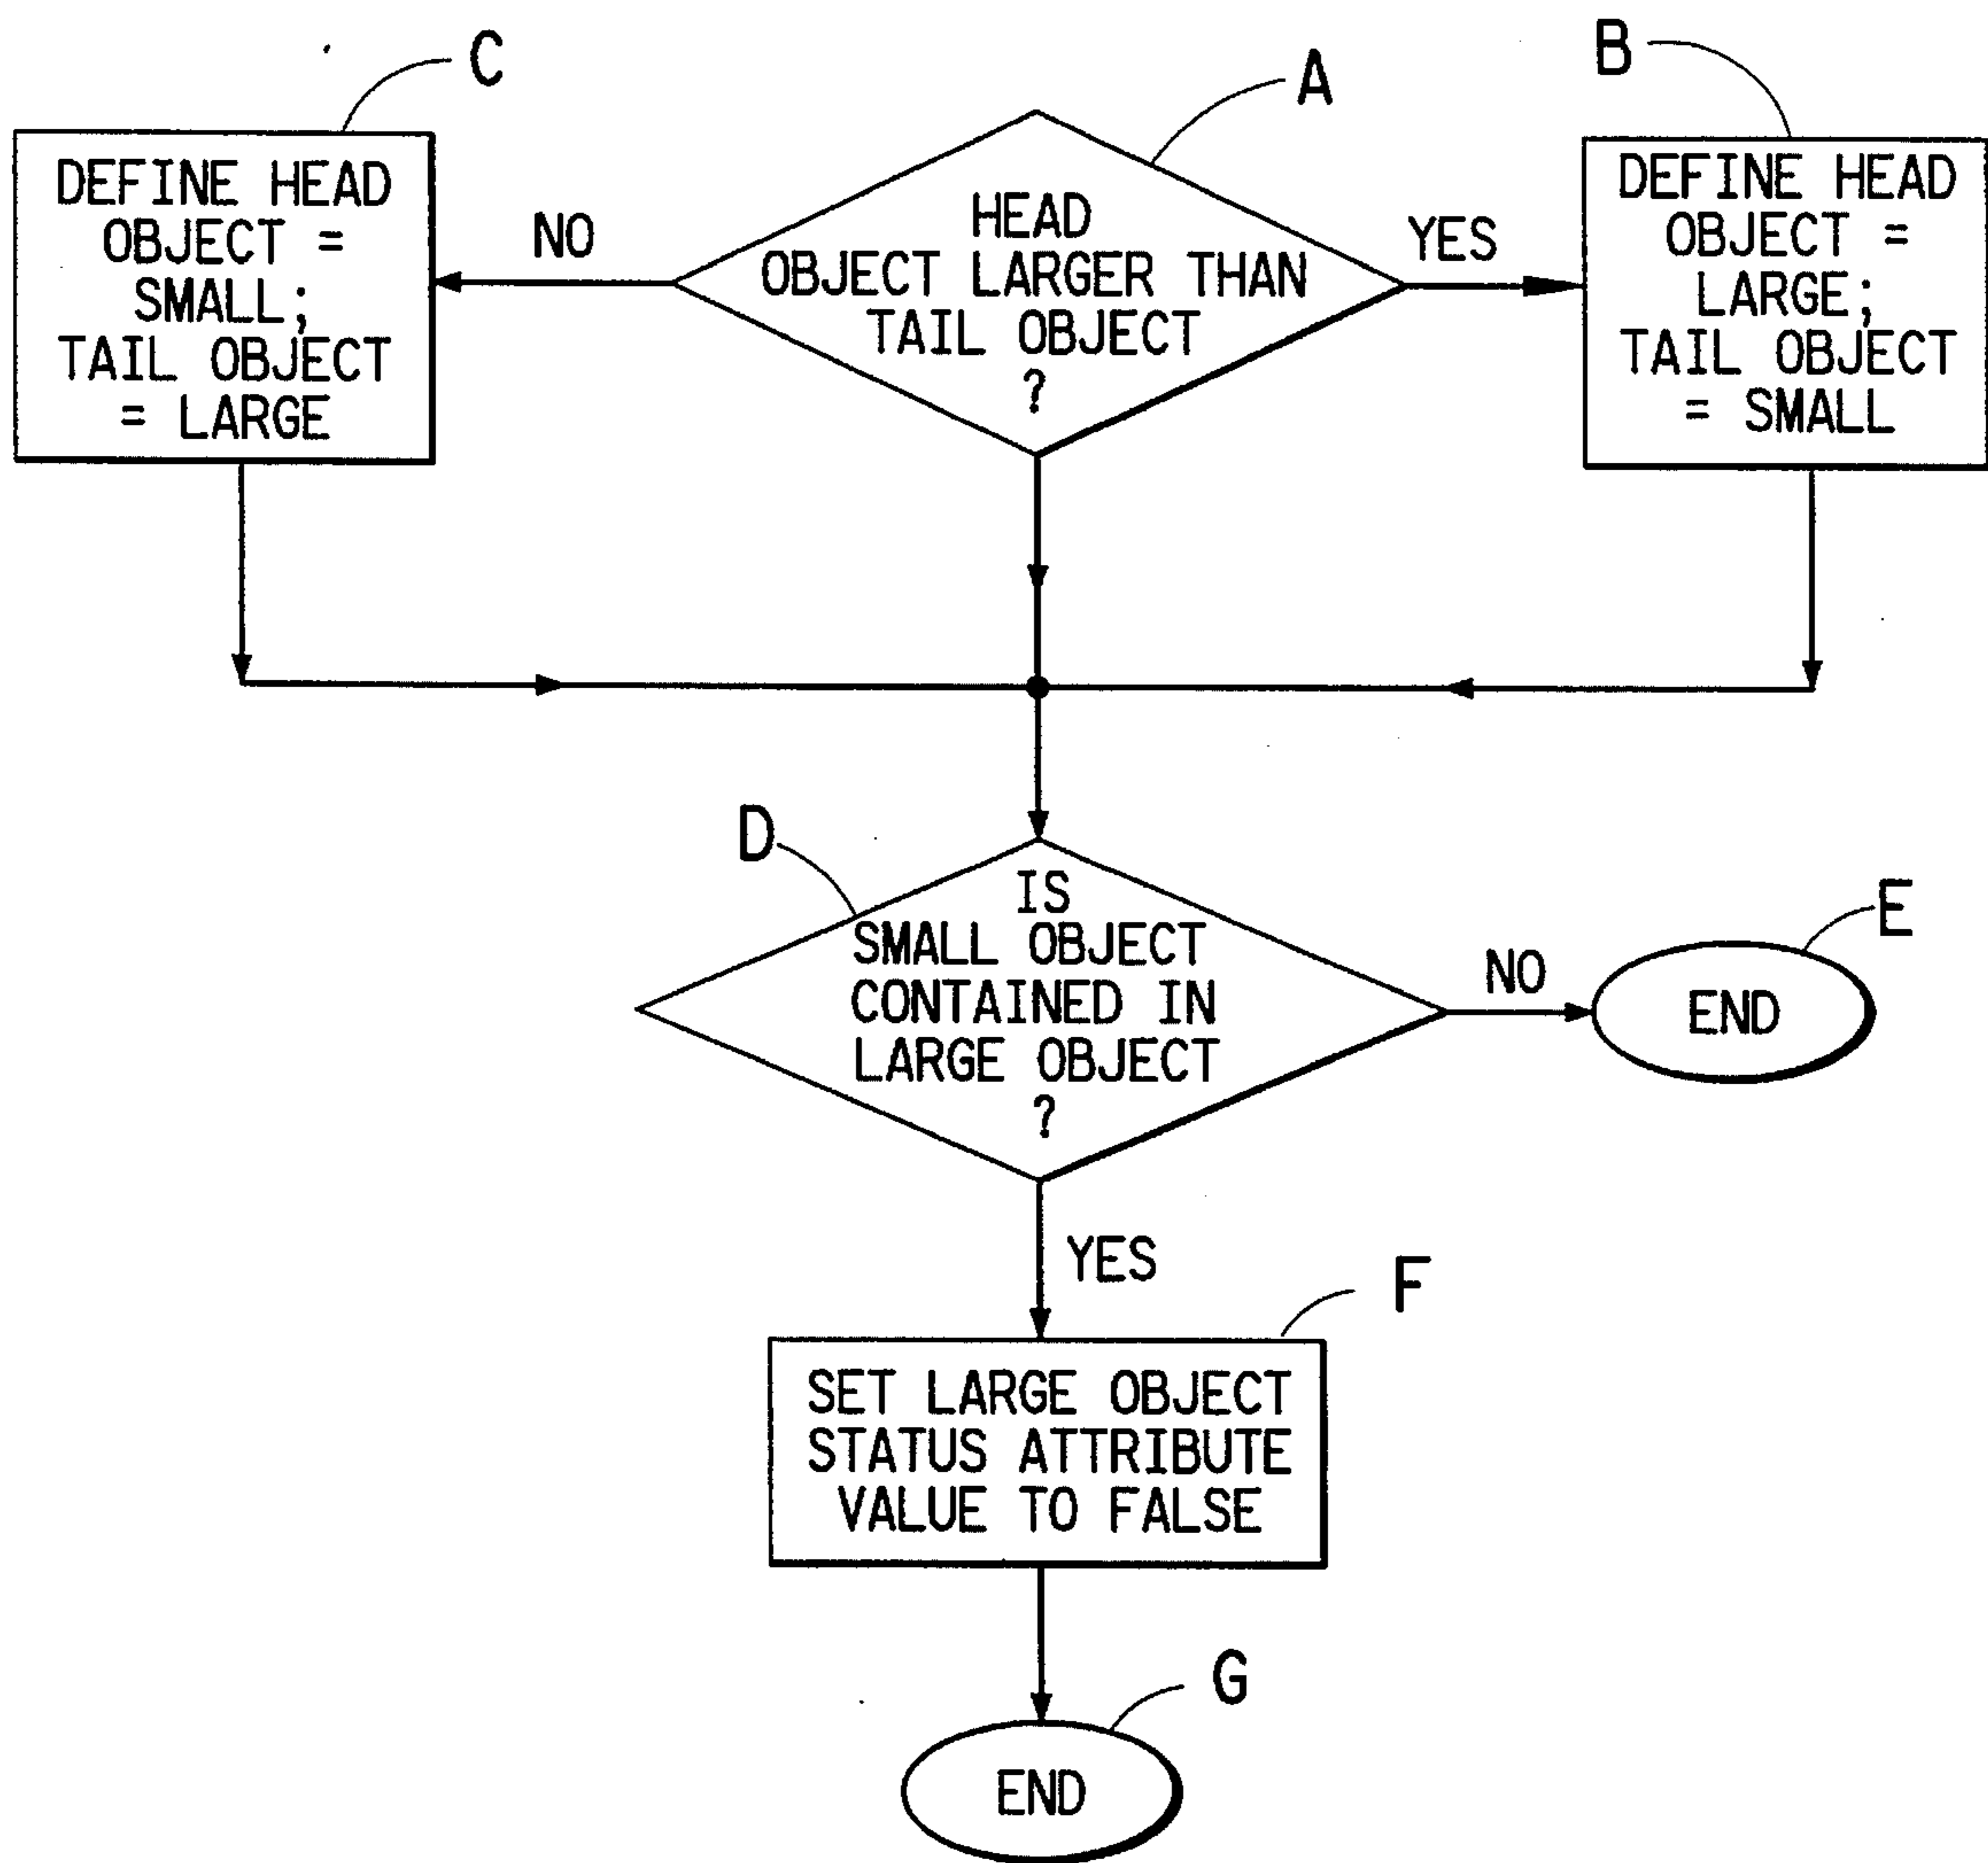 C
A
B
DEFINE HEAD
OBJECT =
SMALL;
TAIL OBJECT
= LARGE
NO
HEAD
OBJECT LARGER THAN
TAIL OBJECT
?
YES
DEFINE HEAD
OBJECT =
LARGE;
TAIL OBJECT
= SMALL
D
IS
SMALL OBJECT
CONTAINED IN
LARGE OBJECT
?
NO
E
END
YES
F
SET LARGE OBJECT
STATUS ATTRIBUTE
VALUE TO FALSE
G
END